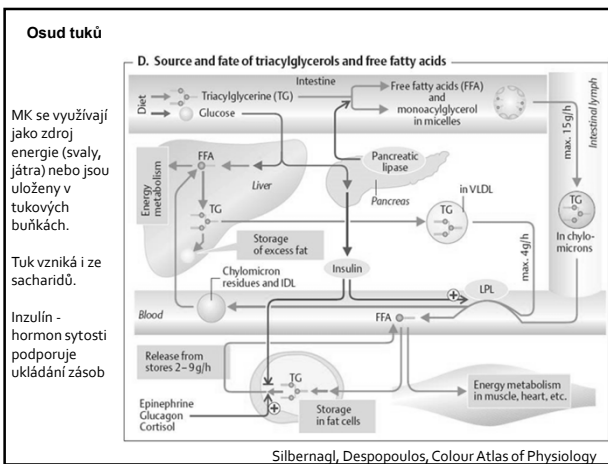 Osud tuků
MK se využívají
jako zdroj
energie (svaly,
játra) nebo jsou
uloženy v
tukových
buňkách.
Tuk vzniká i ze
sacharidů.
Inzulín -
hormon sytosti
podporuje
ukládání zásob
D. Source and fate of triacylglycerols and free fatty acids
Intestine
Diet
Triacylglycerine (TG)
Glucose
Free fatty acids (FFA)
and
monoacylglycerol
in micelles
max. 15g/h
Intestinal lymph
Energy
metabolism
FFA
Liver
TG
Storage
of excess fat
Pancreatic
lipase
Pancreas
in VLDL
TG
max. 4g/h
TG
In chylo-
microns
Insulin
Chylomicron
residues and IDL
+
LPL
Blood
FFA
Release from
stores 2–9g/h
TG
Epinephrine
Glucagon
Cortisol
+
Storage
in fat cells
Energy metabolism
in muscle, heart, etc.
Silbernagl, Despopoulos, Colour Atlas of Physiology